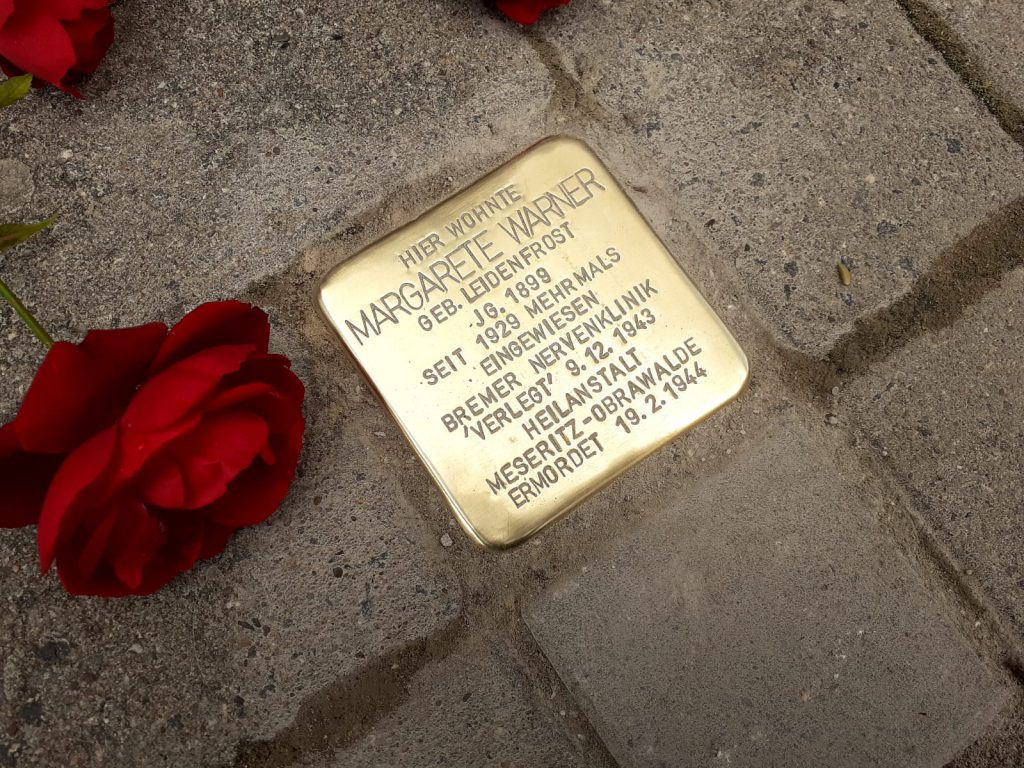 HIER WOHNTE
MARGARETE WARNER
GEB. LEIDENFROST
JG. 1899
SEIT 1929 MEHRMALS
EINGEWIESEN
BREMER NERVENKLINIK
'VERLEGT' 9.12.1943
HEILANSTALT
MESERITZ-OBRAWALDE
ERMORDET 19.2.1944